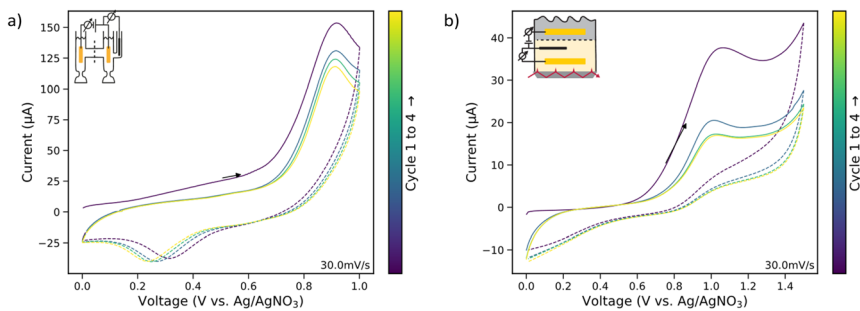 a)
150
125
100
75
50
25
0
−25
Current (μA)
0.0 0.2 0.4 0.6 0.8 1.0
Voltage (V vs. Ag/AgNO3)
30.0mV/s
Cycle 1 to 4 →
b)
40
30
20
10
0
−10
Current (μA)
0.0 0.2 0.4 0.6 0.8 1.0 1.2 1.4
Voltage (V vs. Ag/AgNO3)
30.0mV/s
Cycle 1 to 4 →